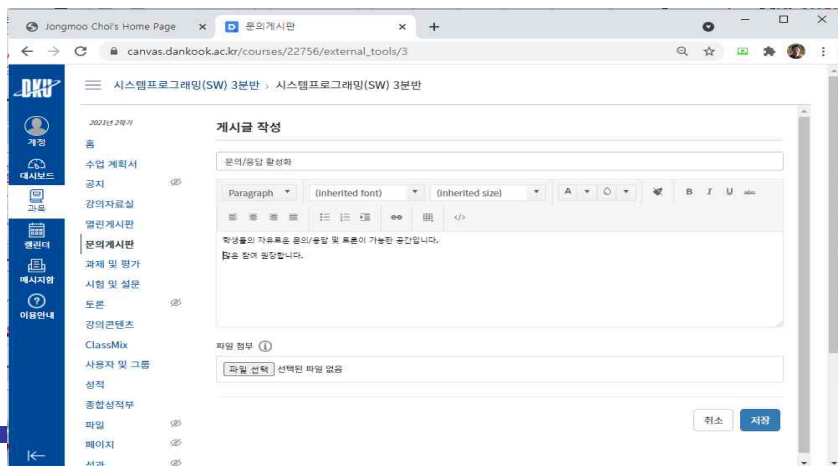 Jongmoo Choi's Home Page
문의게시판
canvas.dankook.ac.kr/courses/22756/external_tools/3
DKU
시스템프로그래밍(SW) 3분반 › 시스템프로그래밍(SW) 3분반
계정
대시보드
과목
캘린더
메시지함
이용안내
2021년 2학기
홈
수업 계획서
공지
강의자료실
열린게시판
문의게시판
과제 및 평가
시험 및 설문
토론
강의콘텐츠
ClassMix
사용자 및 그룹
성적
종합성적부
파일
페이지
성과
게시글 작성
문의/응답 활성화
Paragraph
(inherited font)
(inherited size)
A
B I U abc
학생들의 자유로은 문의/응답 및 토론이 가능한 공간입니다.
많은 참여 권장합니다.
파일 첨부
파일 선택 선택된 파일 없음
취소
저장